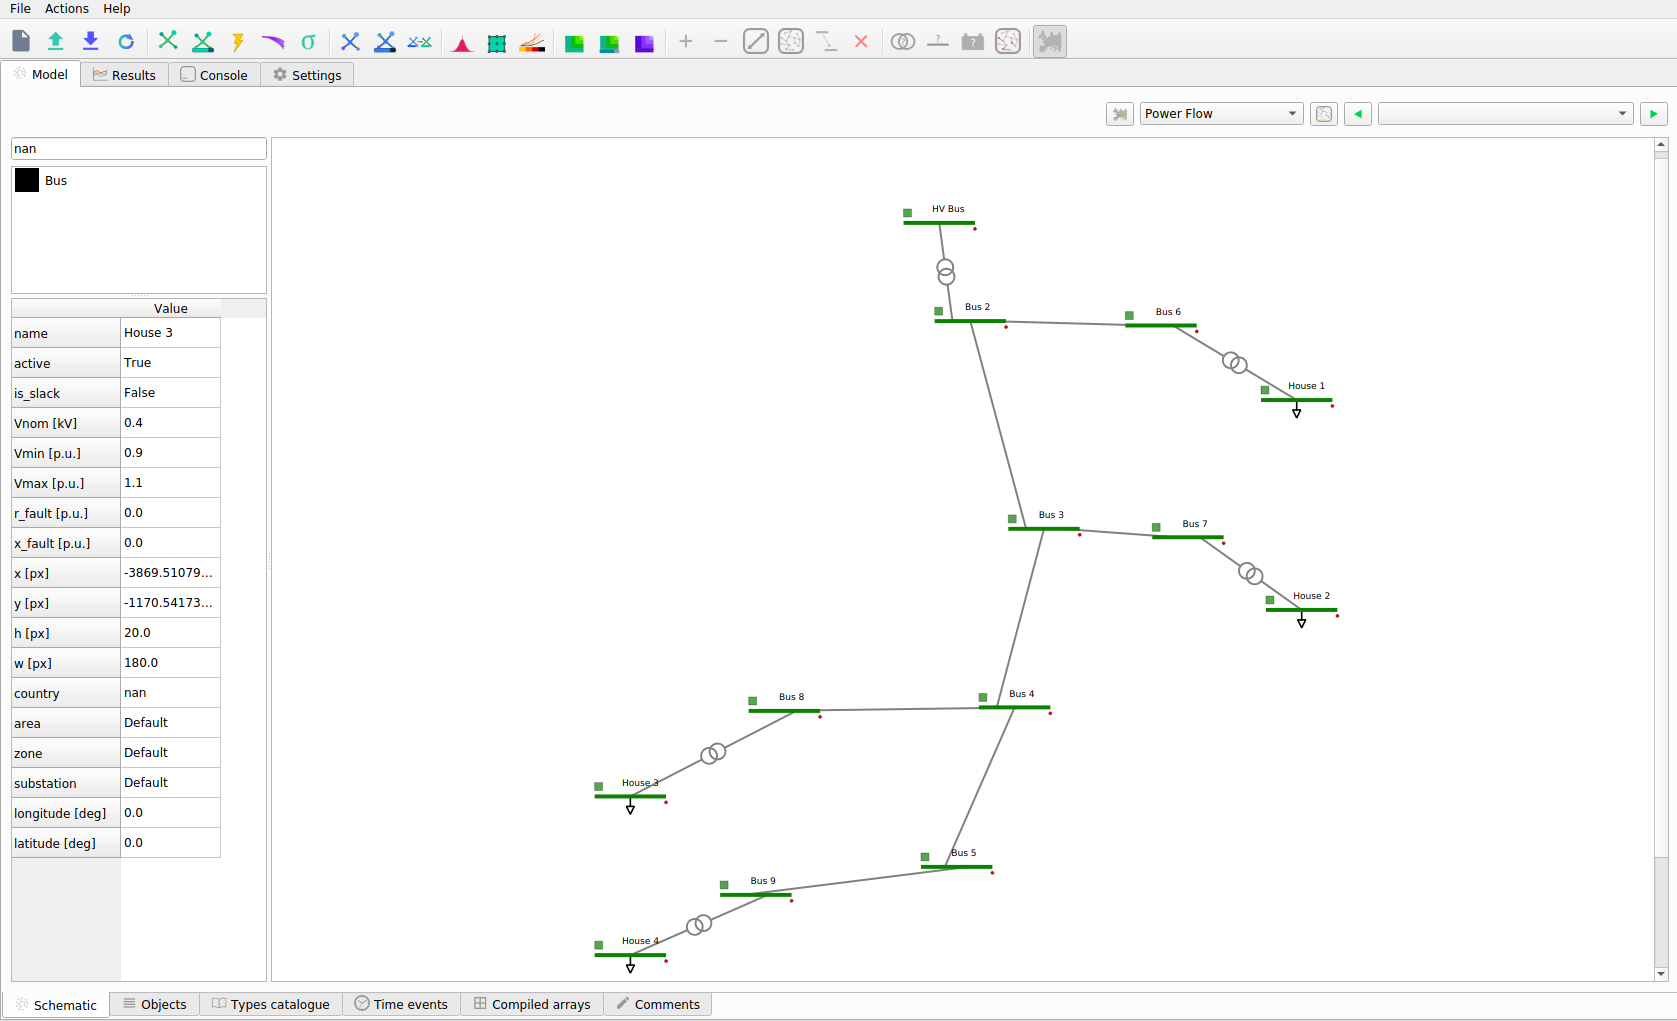 File Actions Help
Model Results Console Settings
Power Flow
nan
Bus
Value
name House 3
active True
is_slack False
Vnom [kV] 0.4
Vmin [p.u.] 0.9
Vmax [p.u.] 1.1
r_fault [p.u.] 0.0
x_fault [p.u.] 0.0
x [px] -3869.51079...
y [px] -1170.54173...
h [px] 20.0
w [px] 180.0
country nan
area Default
zone Default
substation Default
longitude [deg] 0.0
latitude [deg] 0.0
HV Bus
Bus 2
Bus 6
House 1
Bus 3
Bus 7
House 2
Bus 8
Bus 4
House 3
Bus 5
Bus 9
House 4
Schematic Objects Types catalogue Time events Compiled arrays Comments